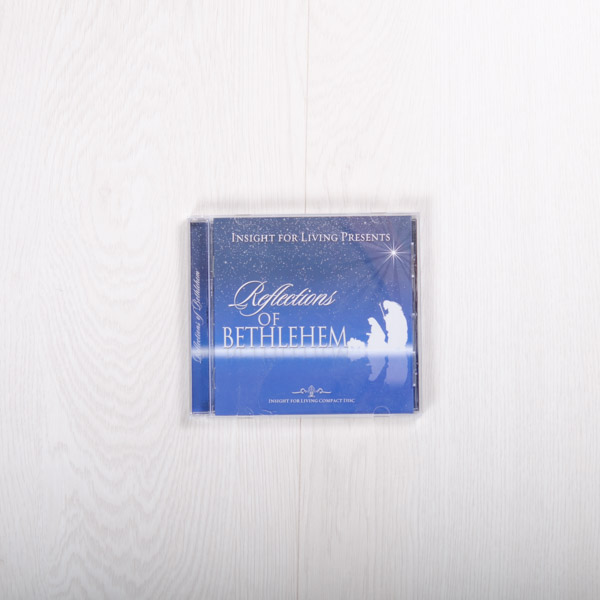 Insight for Living Presents
Reflections
OF
BETHLEHEM
Insight for Living Compact Disc
Reflections of Bethlehem